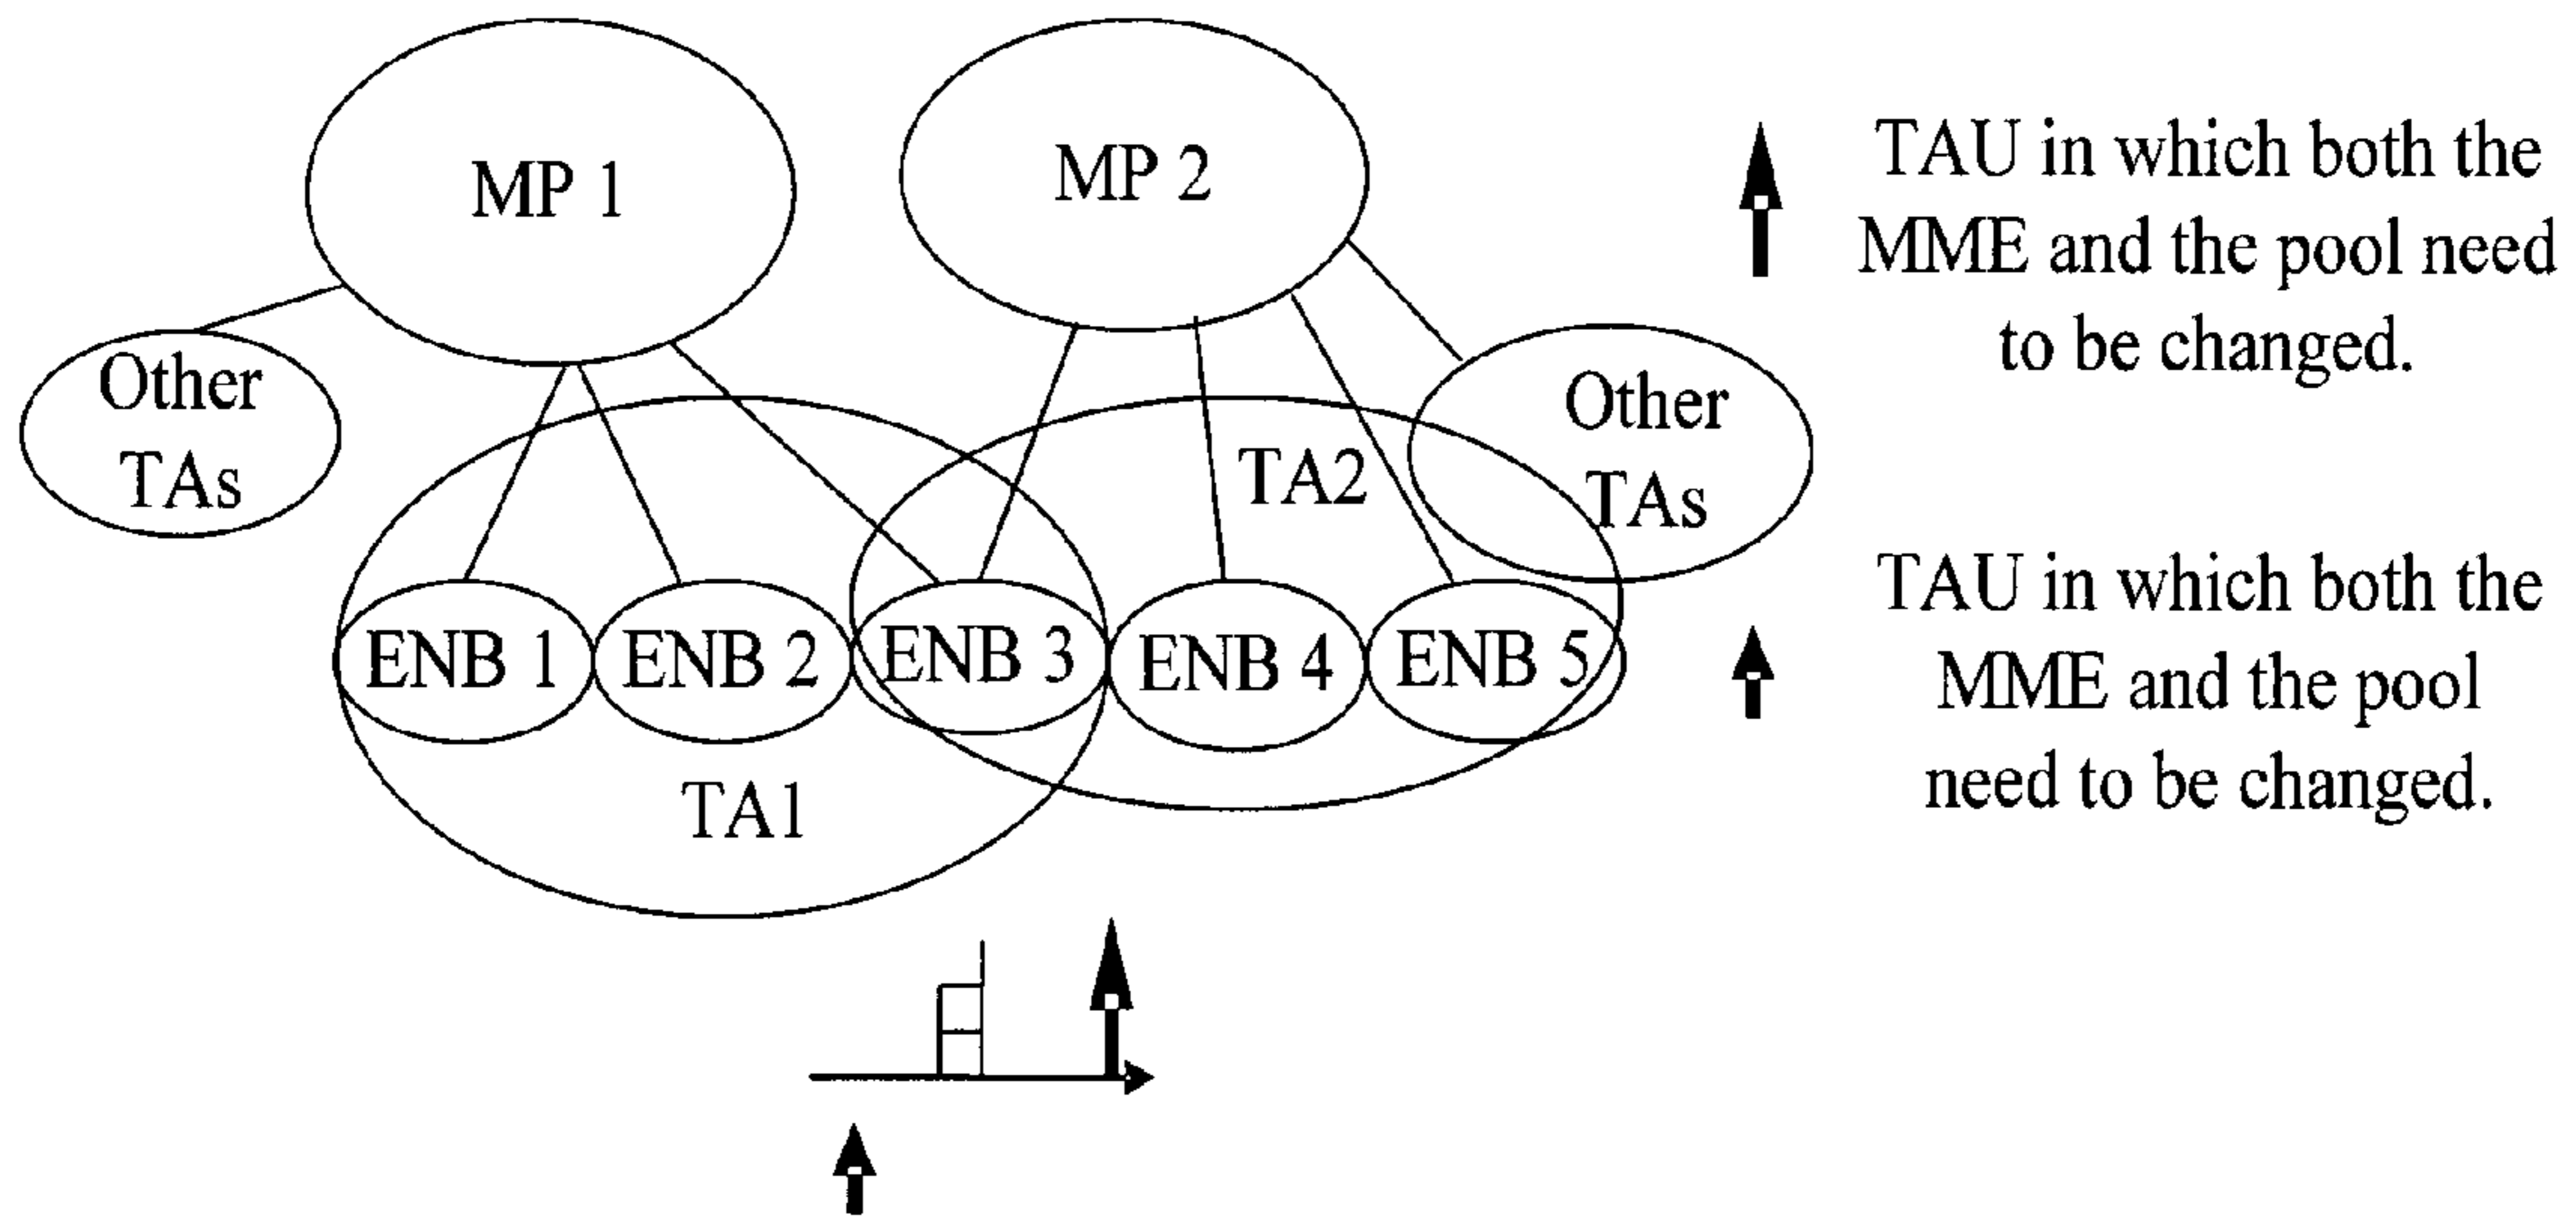 MP 1
MP 2
TAU in which both the
MME and the pool need
to be changed.
Other
TAs
Other
TAs
TA2
TAU in which both the
MME and the pool
need to be changed.
ENB 1
ENB 2
ENB 3
ENB 4
ENB 5
TA1